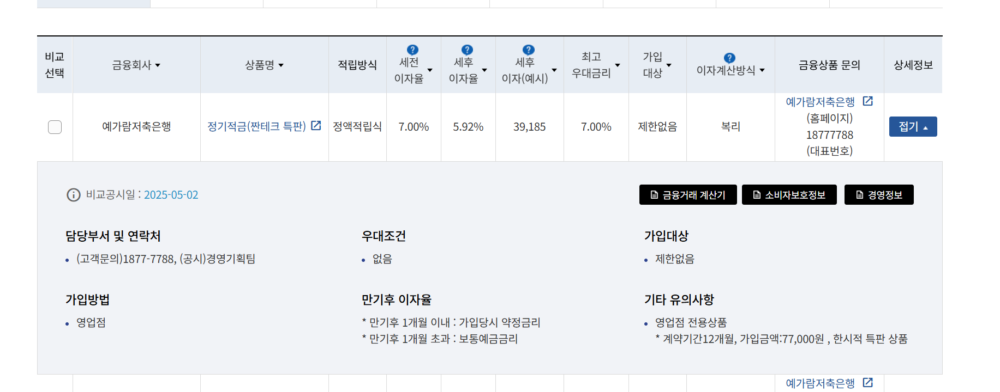 비교
선택
금융회사
상품명
적립방식
세전
이자율
세후
이자율
세후
이자(예시)
최고
우대금리
가입
대상
이자계산방식
금융상품 문의
상세정보
예가람저축은행
정기적금(짠테크 특판)
정액적립식
7.00%
5.92%
39,185
7.00%
제한없음
복리
예가람저축은행
(홈페이지)
18777788
(대표번호)
접기
비교공시일 : 2025-05-02
금융거래 계산기
소비자보호정보
경영정보
담당부서 및 연락처
(고객문의)1877-7788, (공시)경영기획팀
우대조건
없음
가입대상
제한없음
가입방법
영업점
만기후 이자율
* 만기후 1개월 이내 : 가입당시 약정금리
* 만기후 1개월 초과 : 보통예금금리
기타 유의사항
영업점 전용상품
* 계약기간12개월, 가입금액:77,000원 , 한시적 특판 상품
예가람저축은행